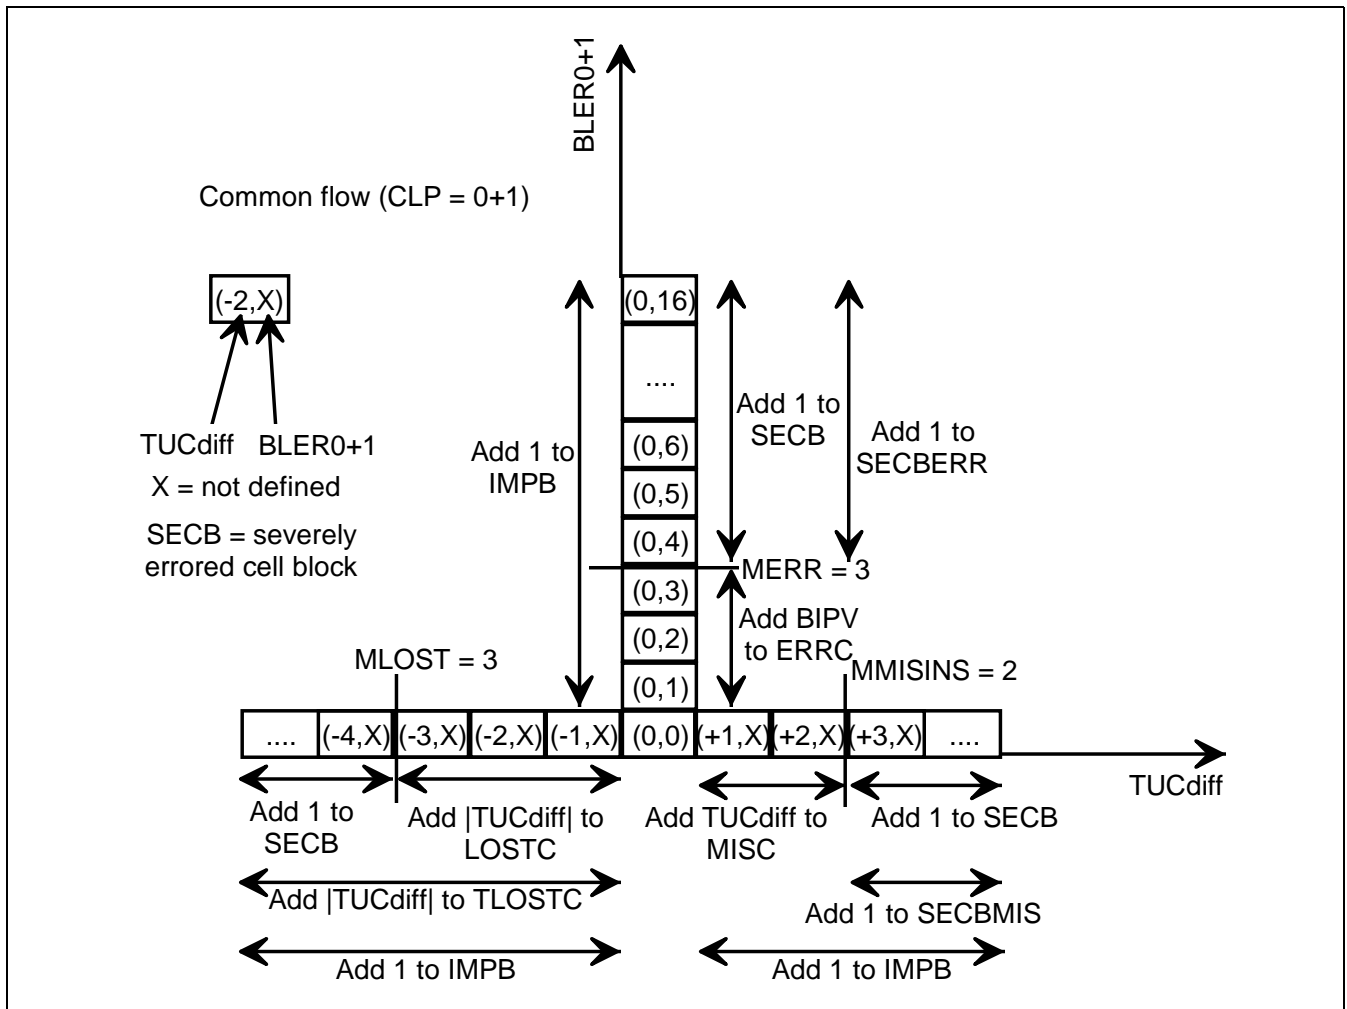 BLER0+1
Common flow (CLP = 0+1)
(-2,X)
TUCdiff BLER0+1
X = not defined
SECB = severely
errored cell block
(0,16)
....
(0,6)
(0,5)
(0,4)
(0,3)
(0,2)
(0,1)
Add 1 to
IMPB
Add 1 to
SECB
Add 1 to
SECBERR
MERR = 3
Add BIPV
to ERRC
MLOST = 3
MMISINS = 2
.... (-4,X) (-3,X) (-2,X) (-1,X) (0,0) (+1,X) (+2,X) (+3,X) ....
TUCdiff
Add 1 to
SECB
Add |TUCdiff| to
LOSTC
Add TUCdiff to
MISC
Add 1 to SECB
Add |TUCdiff| to TLOSTC
Add 1 to SECBMIS
Add 1 to IMPB
Add 1 to IMPB